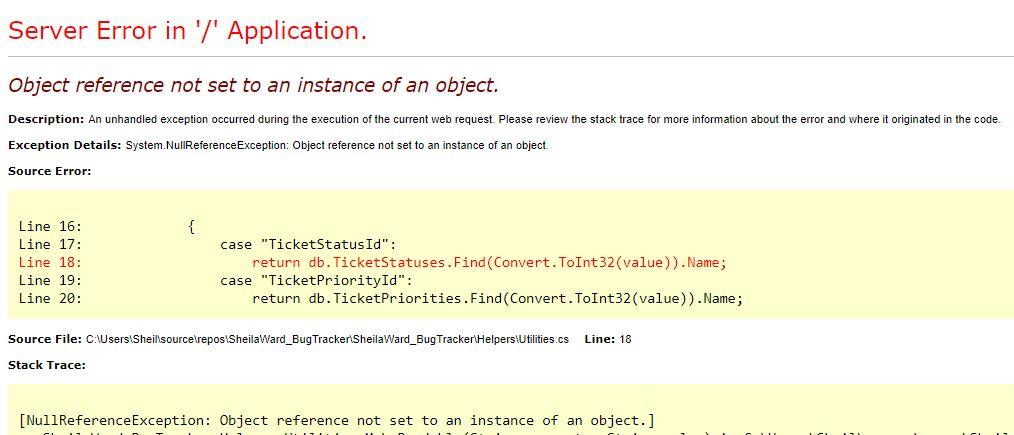 Server Error in '/' Application.
Object reference not set to an instance of an object.
Description: An unhandled exception occurred during the execution of the current web request. Please review the stack trace for more information about the error and where it originated in the code.
Exception Details: System.NullReferenceException: Object reference not set to an instance of an object.
Source Error:
Line 16:             {
Line 17:                 case "TicketStatusId":
Line 18:                     return db.TicketStatuses.Find(Convert.ToInt32(value)).Name;
Line 19:                 case "TicketPriorityId":
Line 20:                     return db.TicketPriorities.Find(Convert.ToInt32(value)).Name;
Source File: C:\Users\Sheil\source\repos\SheilaWard_BugTracker\SheilaWard_BugTracker\Helpers\Utilities.cs    Line: 18
Stack Trace:
[NullReferenceException: Object reference not set to an instance of an object.]